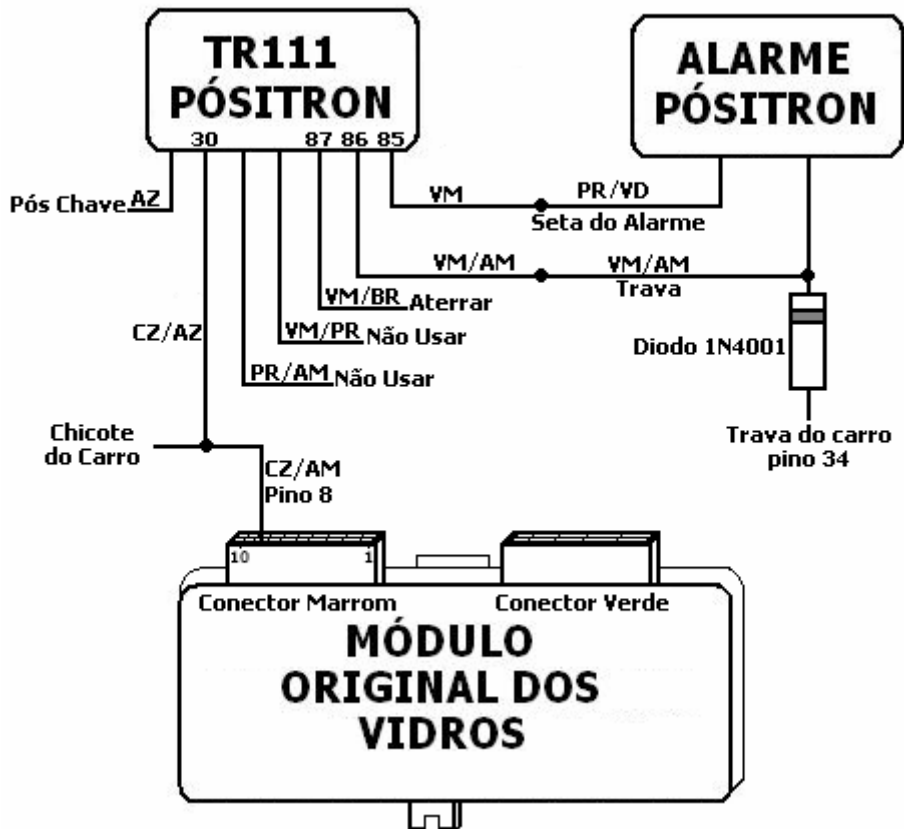 TR111
PÓSITRON
30
87 86 85
ALARME
PÓSITRON
Pós Chave
AZ
VM
PR/VD
Seta do Alarme
VM/AM
VM/AM
Trava
VM/BR
Aterrar
CZ/AZ
VM/PR
Não Usar
Diodo 1N4001
PR/AM
Não Usar
Chicote
do Carro
Trava do carro
pino 34
CZ/AM
Pino 8
10
1
Conector Marrom
Conector Verde
MÓDULO
ORIGINAL DOS
VIDROS